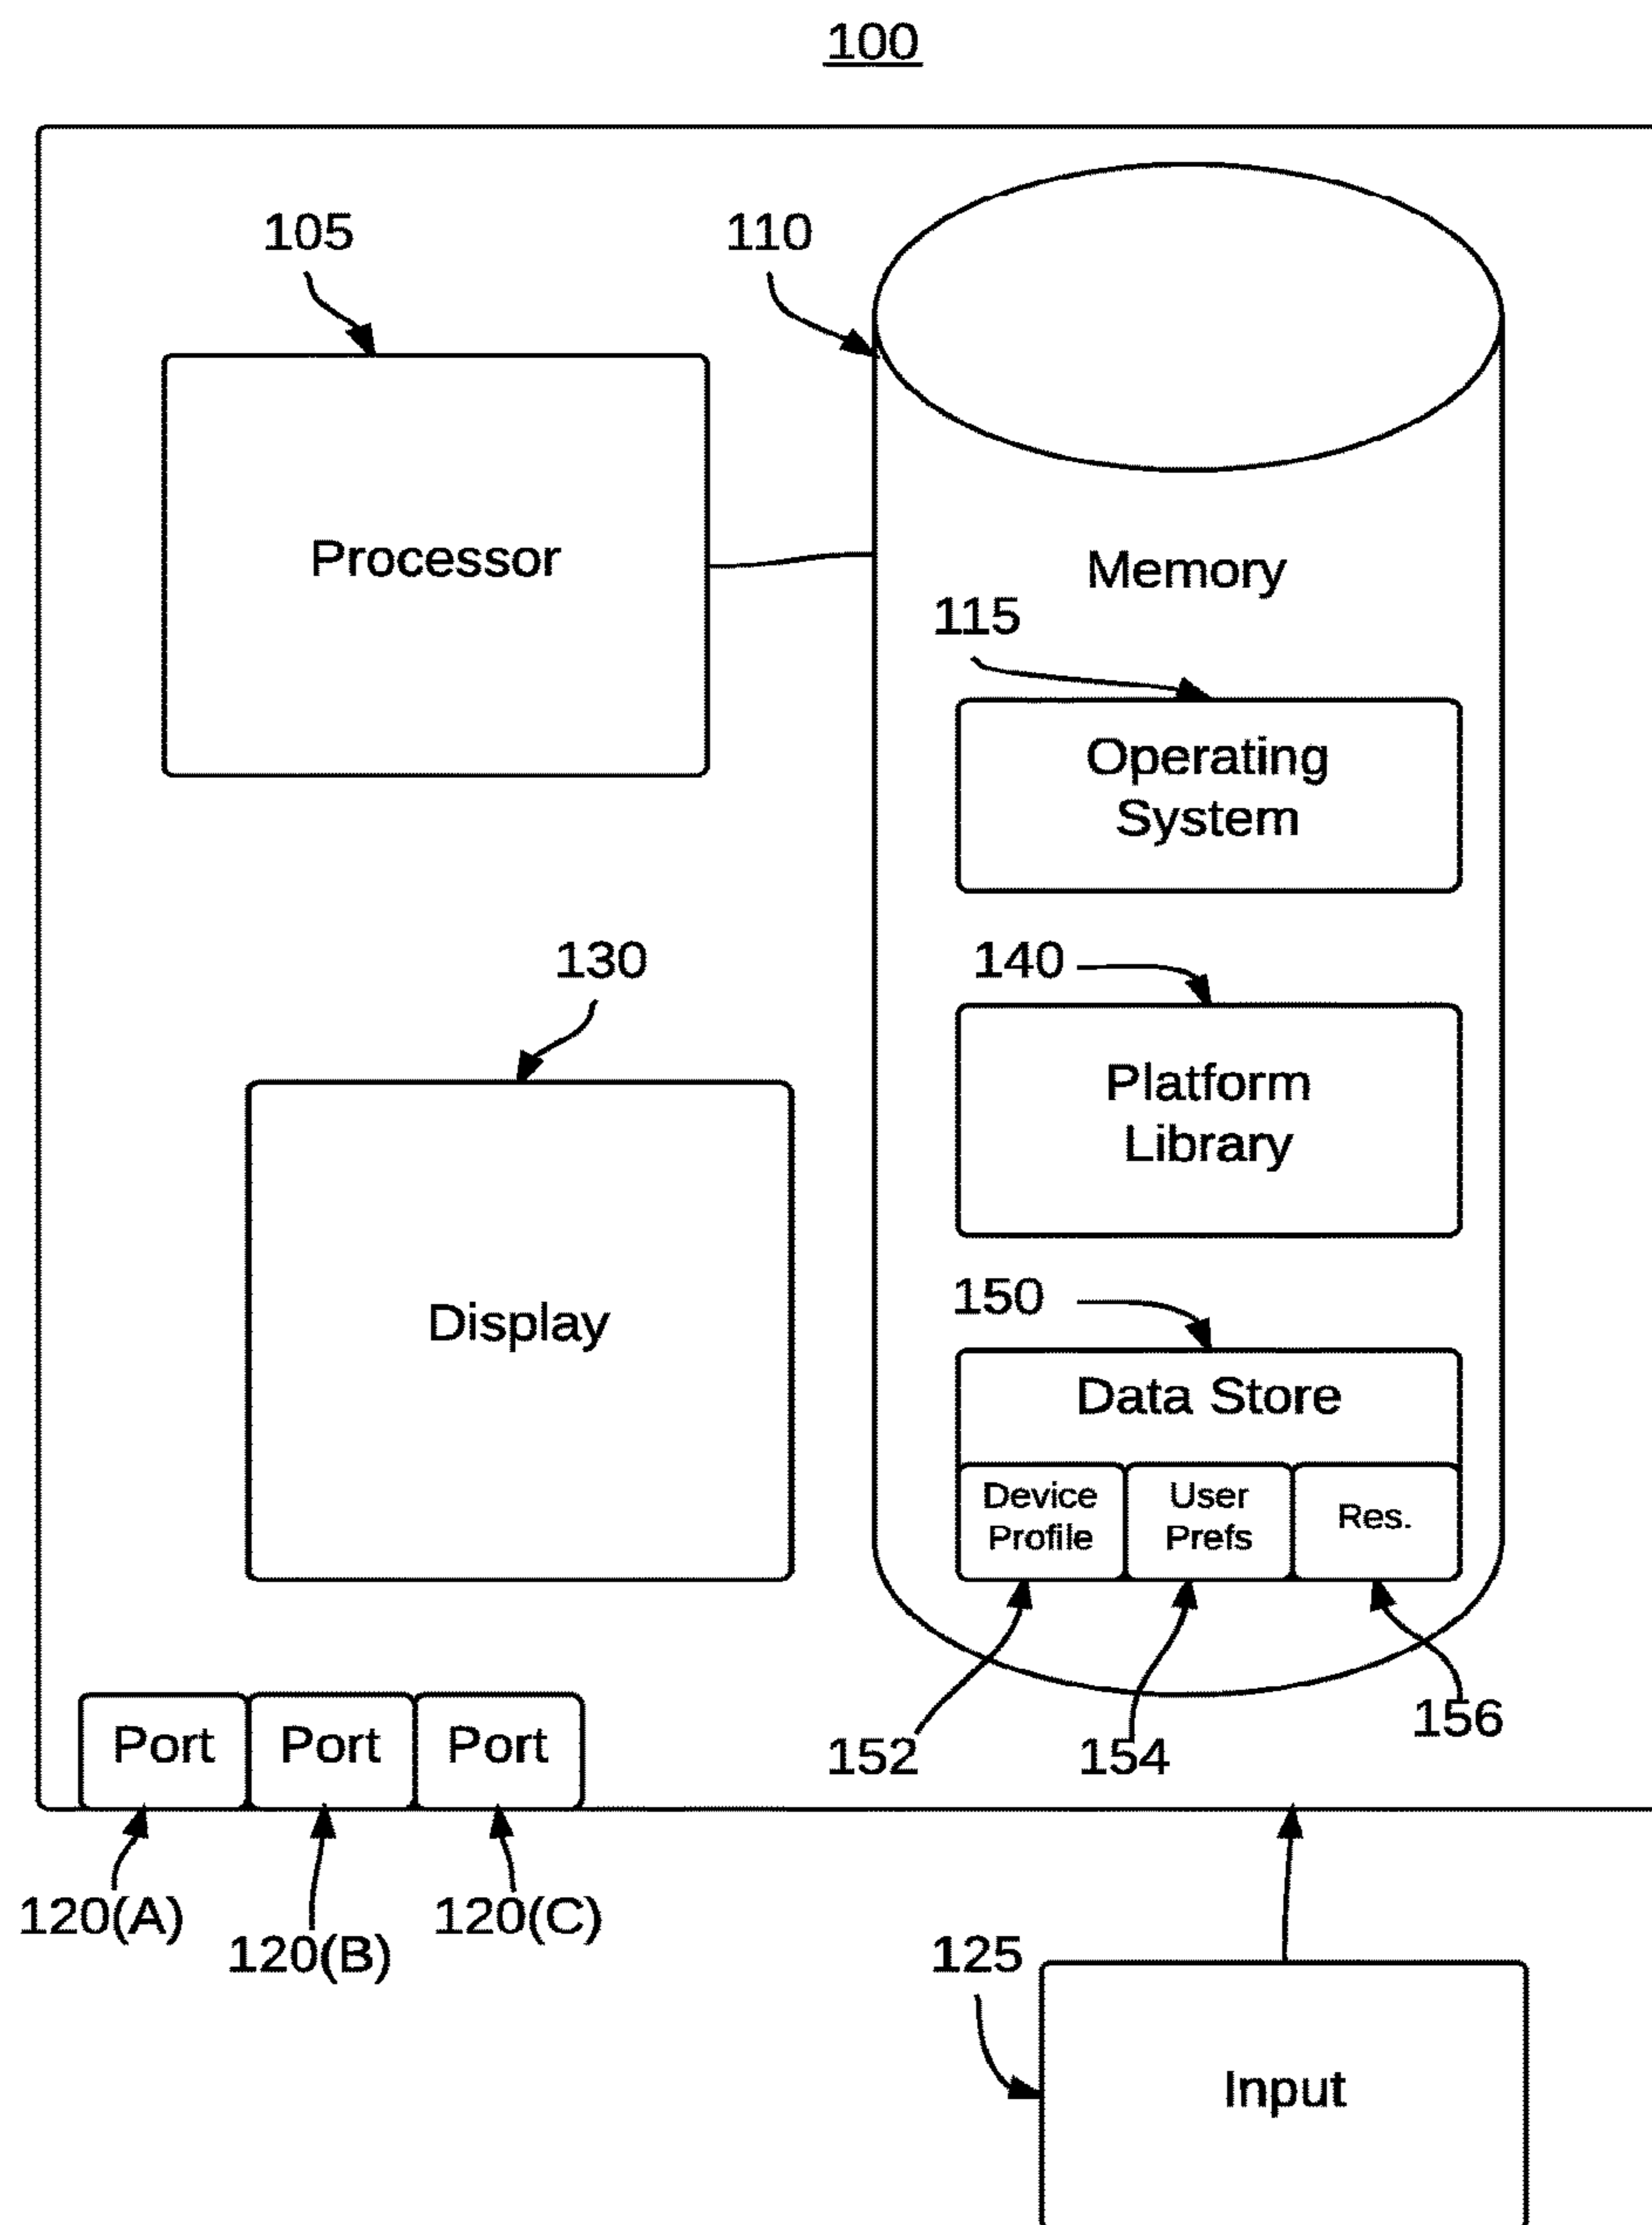 100
105
110
Processor
Memory
115
Operating
System
130
140
Platform
Library
Display
150
Data Store
Device
Profile
User
Prefs
Res.
152
154
156
Port
Port
Port
120(A)
120(B)
120(C)
125
Input